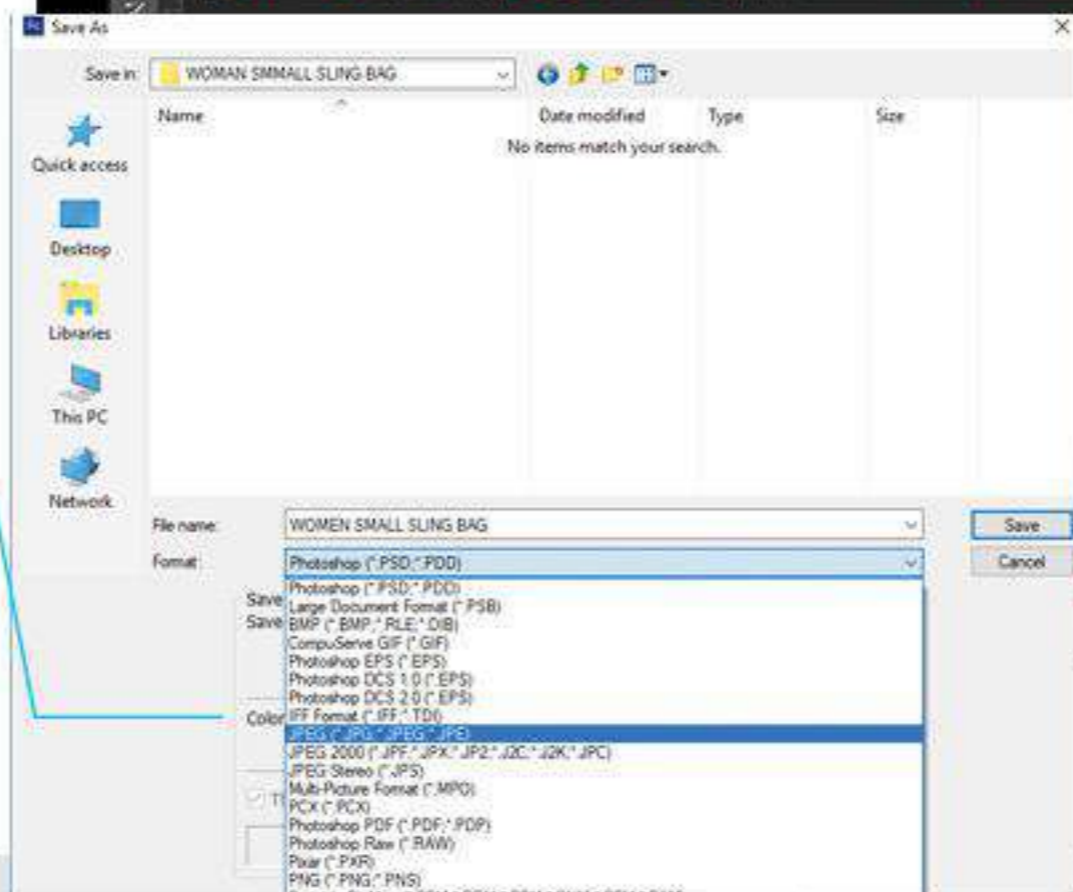 Ps Save As
Save in: WOMAN SMMALL SLING BAG
Name Date modified Type Size
No items match your search.
Quick access
Desktop
Libraries
This PC
Network
File name: WOMEN SMALL SLING BAG Save
Format: Photoshop (*.PSD;*.PDD) Cancel
Photoshop (*.PSD;*.PDD)
Save Large Document Format (*.PSB)
Save BMP (*.BMP;*.RLE;*.DIB)
CompuServe GIF (*.GIF)
Photoshop EPS (*.EPS)
Photoshop DCS 1.0 (*.EPS)
Photoshop DCS 2.0 (*.EPS)
Color IFF Format (*.IFF;*.TDI)
JPEG (*.JPG;*.JPEG;*.JPE)
JPEG 2000 (*.JPF;*.JPX;*.JP2;*.J2C;*.J2K;*.JPC)
JPEG Stereo (*.JPS)
Multi-Picture Format (*.MPO)
PCX (*.PCX)
Photoshop PDF (*.PDF;*.PDP)
Photoshop Raw (*.RAW)
Pixar (*.PXR)
PNG (*.PNG;*.PNS)